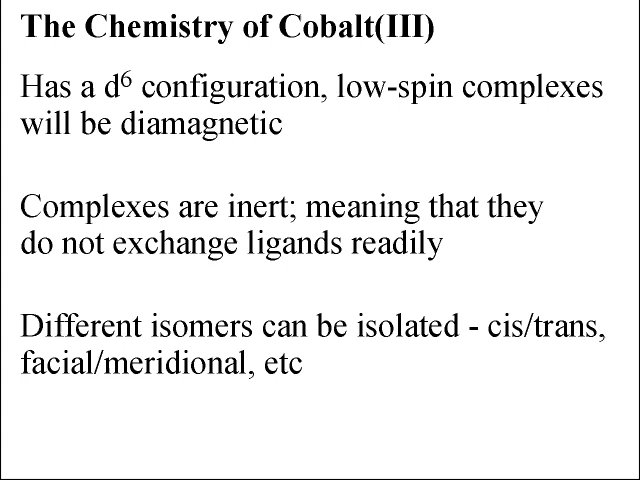 The Chemistry of Cobalt(III)
Has a d⁶ configuration, low-spin complexes
will be diamagnetic
Complexes are inert; meaning that they
do not exchange ligands readily
Different isomers can be isolated - cis/trans,
facial/meridional, etc